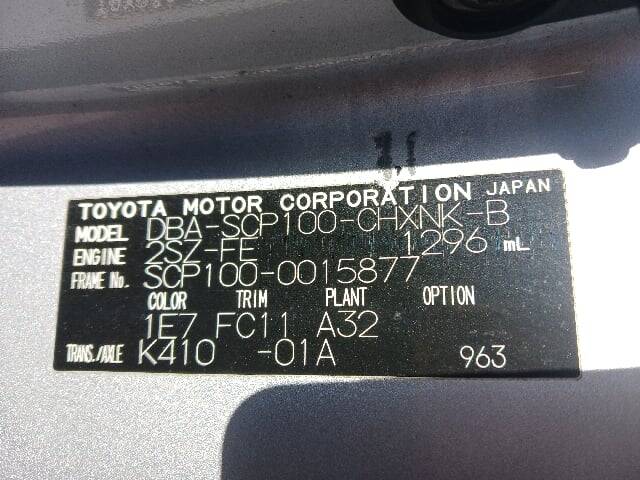 TOYOTA MOTOR CORPORATION JAPAN
MODEL DBA-SCP100-CHXNK-B
ENGINE 2SZ-FE 1296 mL
FRAME No. SCP100-0015877
COLOR TRIM PLANT OPTION
1E7 FC11 A32
TRANS./AXLE K410 -01A 963